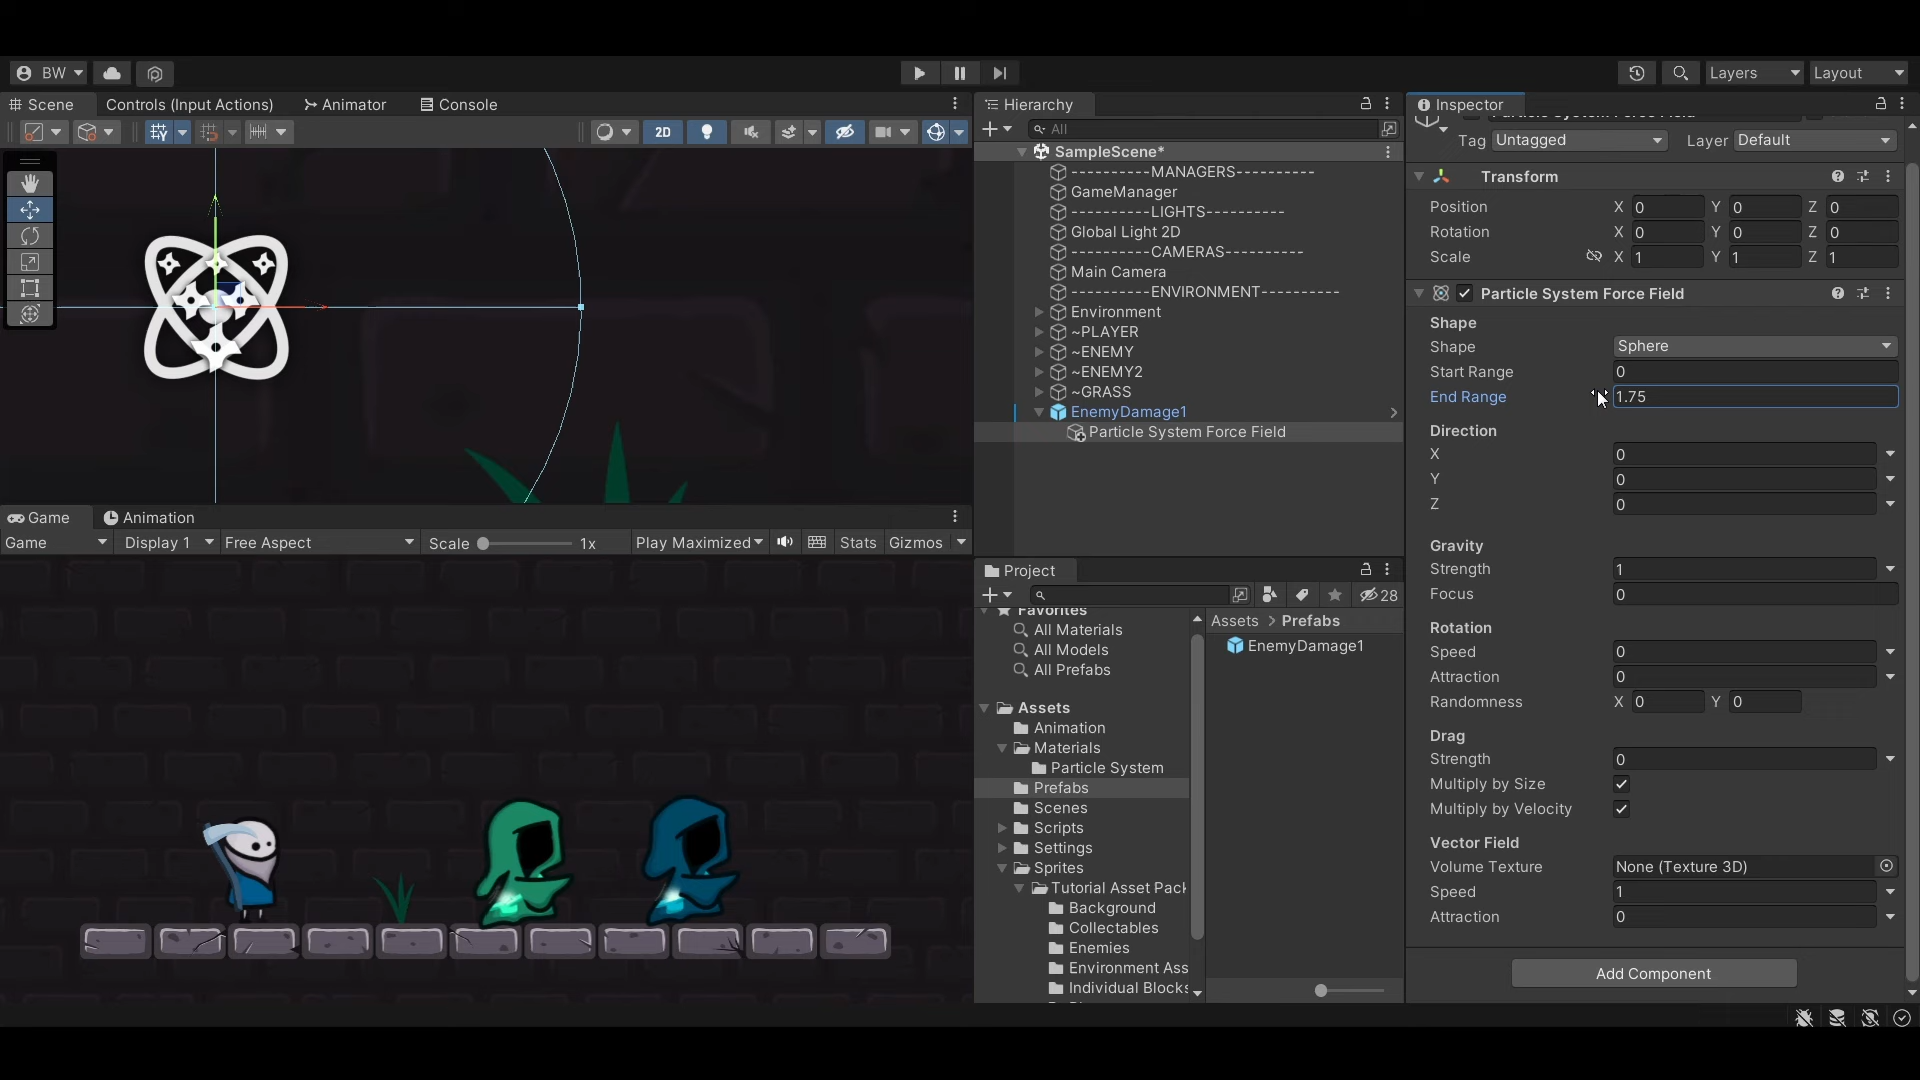 BW
Layers
Layout
Scene
Controls (Input Actions)
Animator
Console
2D
Game
Animation
Game
Display 1
Free Aspect
Scale
1x
Play Maximized
Stats
Gizmos
Hierarchy
All
SampleScene*
----------MANAGERS----------
GameManager
----------LIGHTS----------
Global Light 2D
----------CAMERAS----------
Main Camera
----------ENVIRONMENT----------
Environment
~PLAYER
~ENEMY
~ENEMY2
~GRASS
EnemyDamage1
Particle System Force Field
Project
28
Favorites
All Materials
All Models
All Prefabs
Assets
Animation
Materials
Particle System
Prefabs
Scenes
Scripts
Settings
Sprites
Tutorial Asset Pack
Background
Collectables
Enemies
Environment Ass
Individual Blocks
Assets > Prefabs
EnemyDamage1
Inspector
Particle System Force Field
Tag Untagged Layer Default
Transform
Position X 0 Y 0 Z 0
Rotation X 0 Y 0 Z 0
Scale X 1 Y 1 Z 1
Particle System Force Field
Shape
Shape Sphere
Start Range 0
End Range 1.75
Direction
X 0
Y 0
Z 0
Gravity
Strength 1
Focus 0
Rotation
Speed 0
Attraction 0
Randomness X 0 Y 0
Drag
Strength 0
Multiply by Size
Multiply by Velocity
Vector Field
Volume Texture None (Texture 3D)
Speed 1
Attraction 0
Add Component